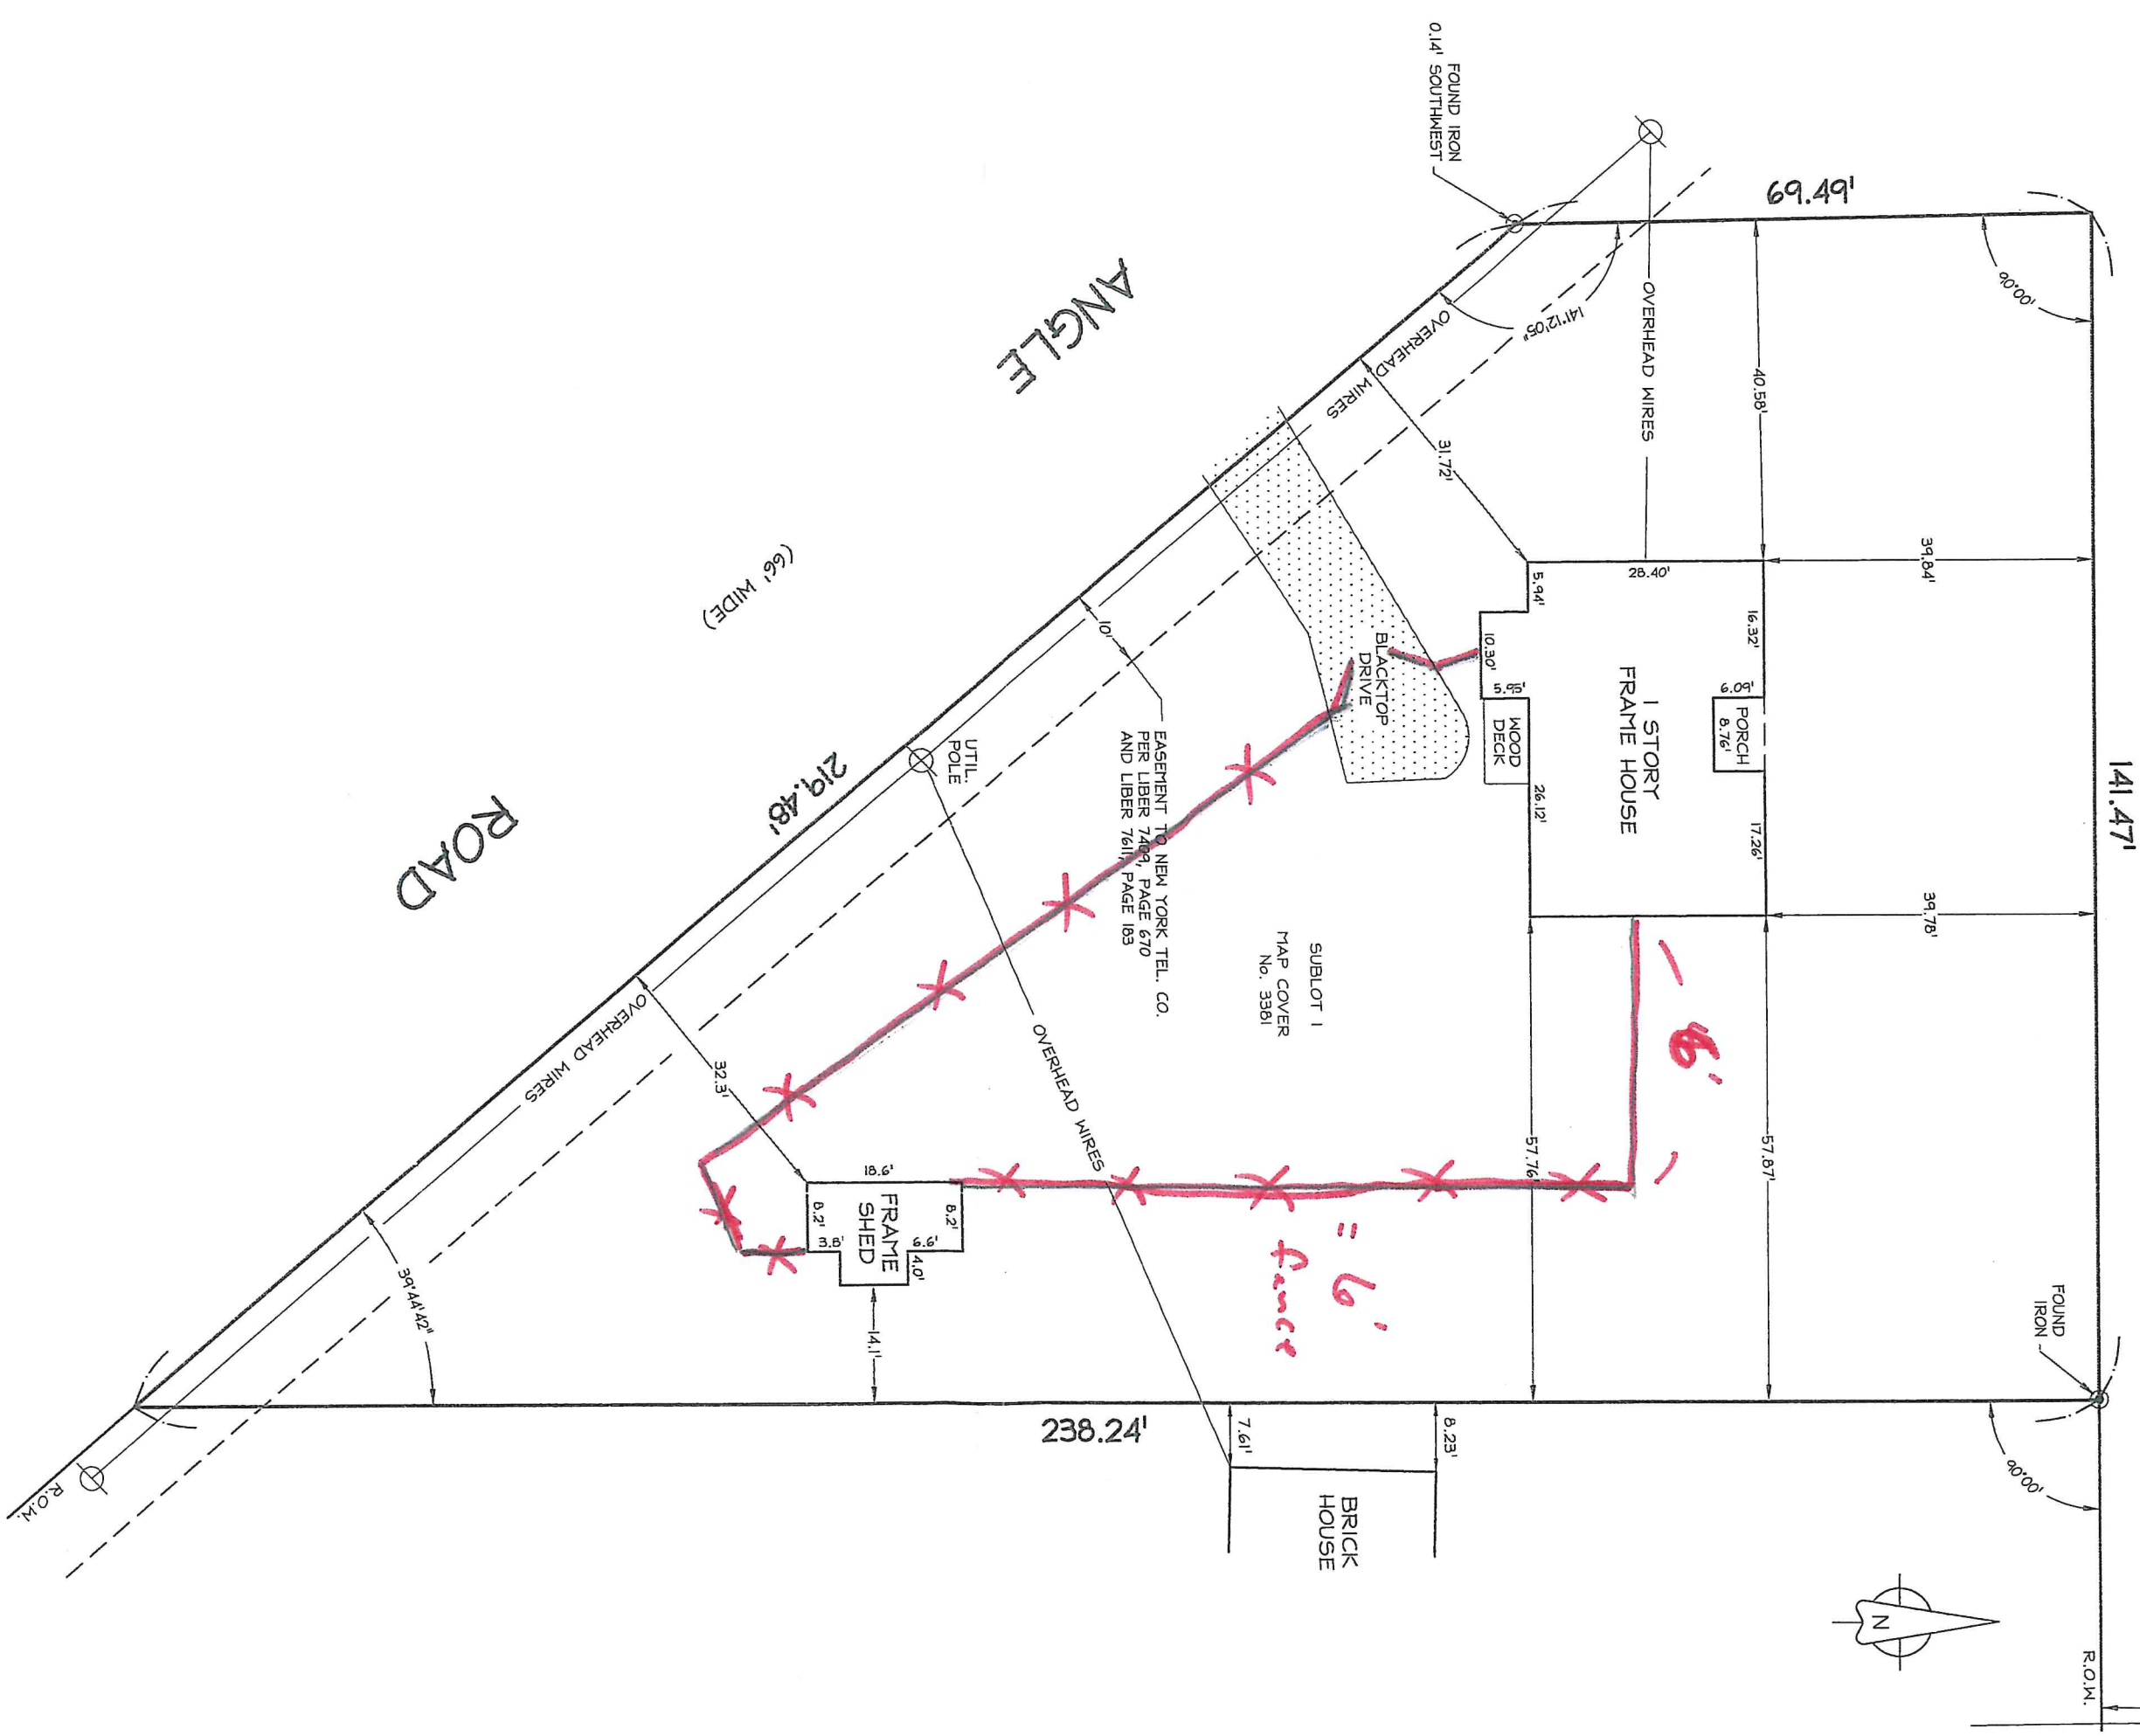 FOUND IRON
0.14' SOUTHWEST
69.49'
90°00'
141°12'05"
OVERHEAD WIRES
40.58'
39.84'
141.47'
OVERHEAD WIRES
31.72'
ANGLE
ROAD
(66' WIDE)
219.48'
28.40'
5.94'
10.30'
5.95'
16.32'
6.09'
PORCH
8.76'
17.26'
1 STORY
FRAME HOUSE
WOOD
DECK
26.12'
39.78'
BLACKTOP
DRIVE
10'
EASEMENT TO NEW YORK TEL. CO.
PER LIBER 7409, PAGE 670
AND LIBER 7611, PAGE 183
UTIL.
POLE
SUBLOT 1
MAP COVER
No. 3381
OVERHEAD WIRES
57.76'
57.87'
= 6'
fence
OVERHEAD WIRES
32.3'
18.6'
8.2'
3.8'
FRAME
SHED
8.2'
6.6'
4.0'
14.1'
39°44'42"
238.24'
7.61'
8.23'
BRICK
HOUSE
FOUND
IRON
90°00'
N
R.O.W.
R.O.W.